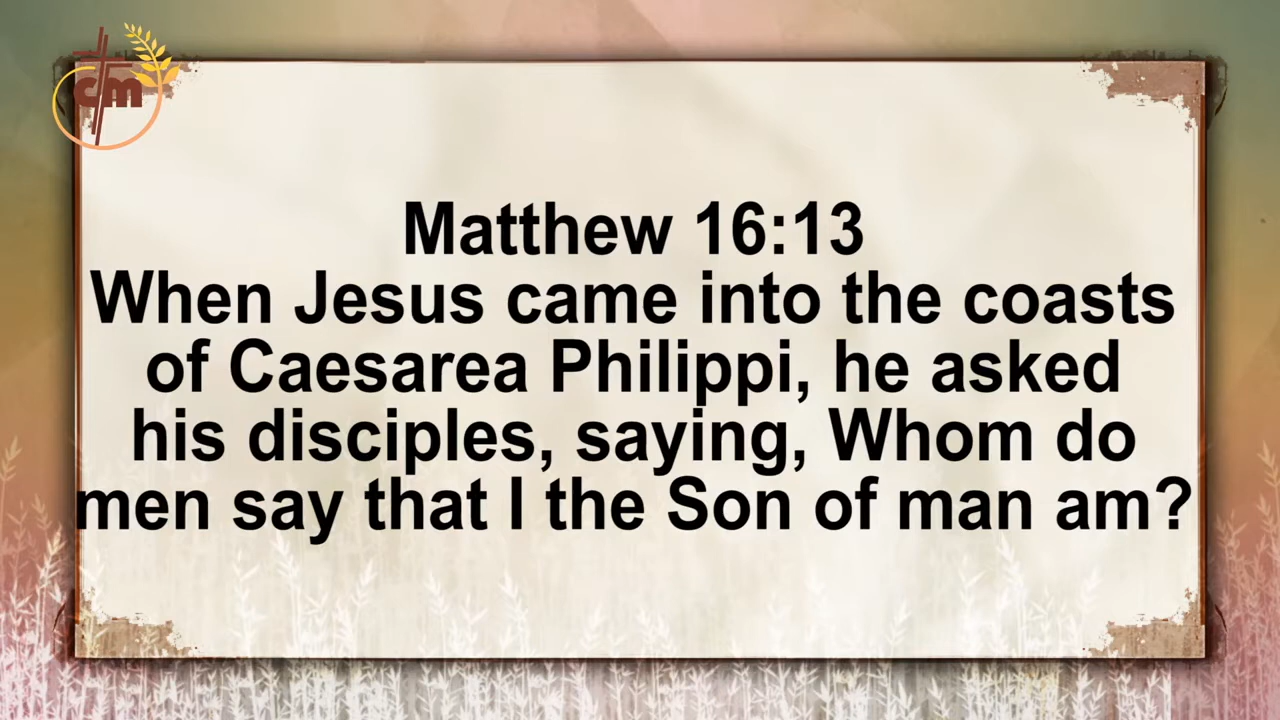 cm
Matthew 16:13
When Jesus came into the coasts
of Caesarea Philippi, he asked
his disciples, saying, Whom do
men say that I the Son of man am?